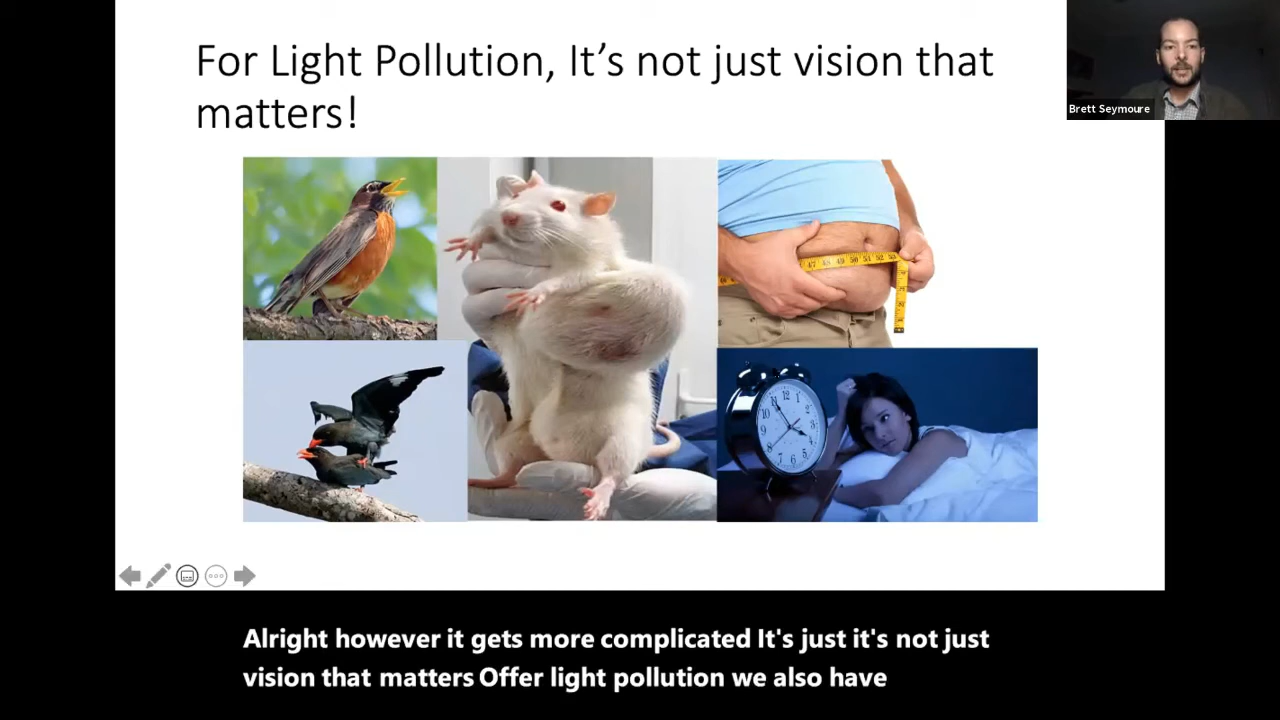 For Light Pollution, It’s not just vision that
matters!
Brett Seymoure
Alright however it gets more complicated It's just it's not just
vision that matters Offer light pollution we also have